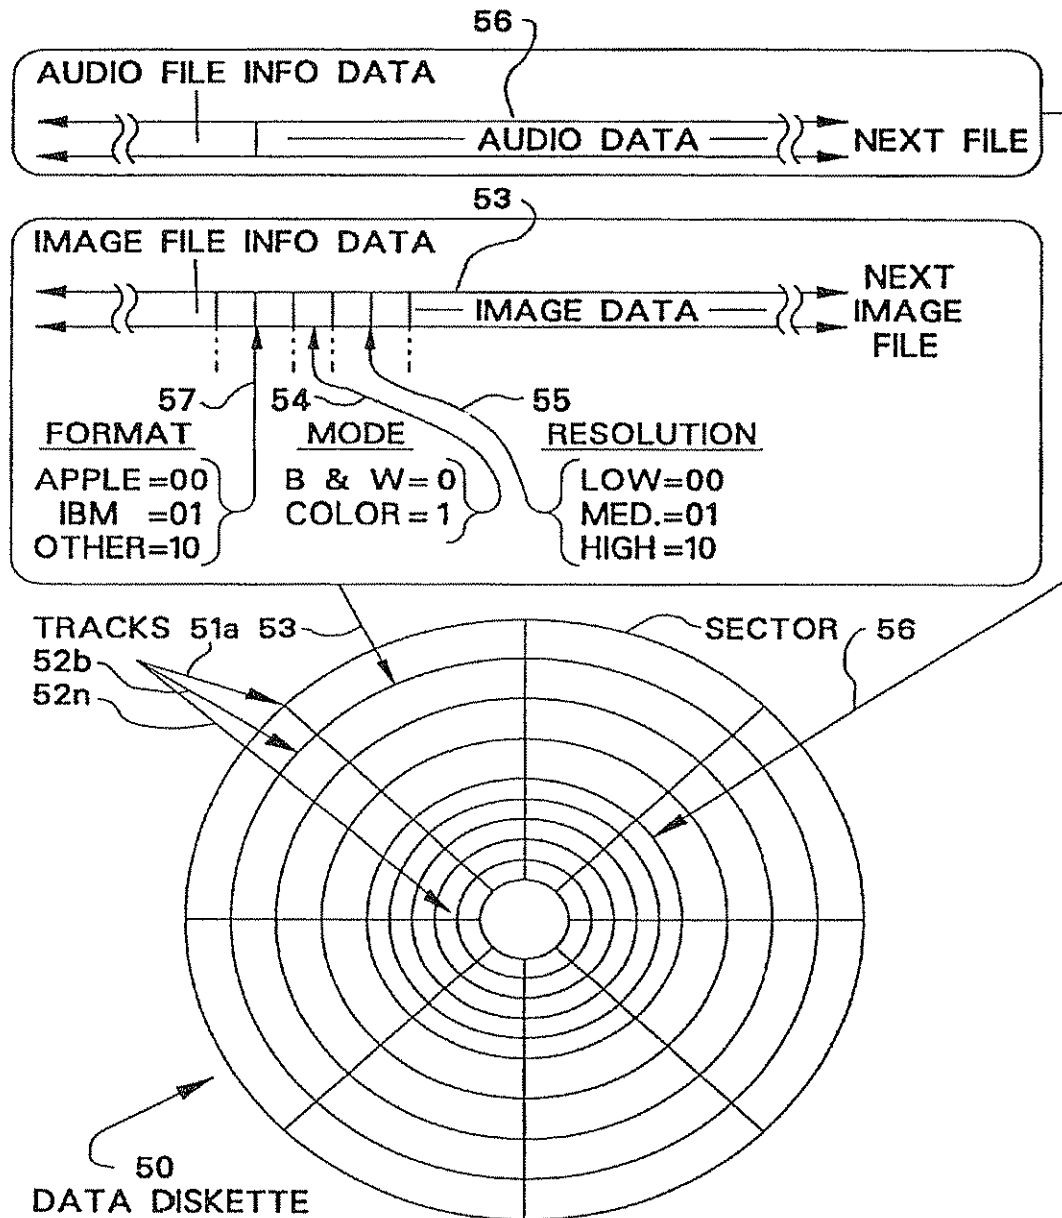 56
AUDIO FILE INFO DATA
AUDIO DATA
NEXT FILE
53
IMAGE FILE INFO DATA
IMAGE DATA
NEXT
IMAGE
FILE
57 54 55
FORMAT MODE RESOLUTION
APPLE=00 B & W=0 LOW=00
IBM =01 COLOR=1 MED.=01
OTHER=10 HIGH=10
TRACKS 51a 53 SECTOR 56
52b
52n
50
DATA DISKETTE